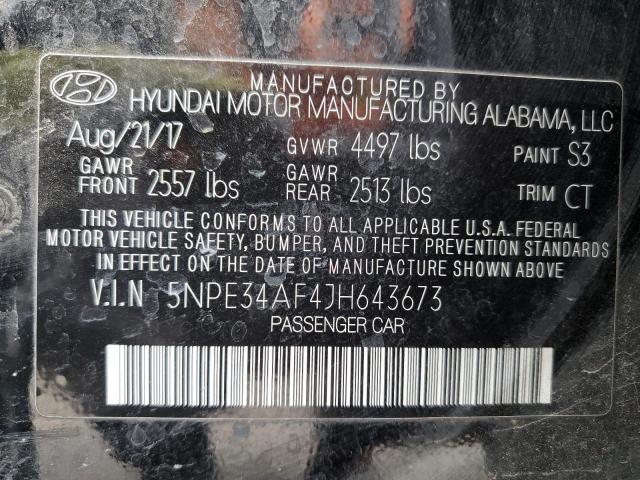 MANUFACTURED BY
HYUNDAI MOTOR MANUFACTURING ALABAMA, LLC
Aug/21/17 GVWR 4497 lbs PAINT S3
GAWR FRONT 2557 lbs GAWR REAR 2513 lbs TRIM CT
THIS VEHICLE CONFORMS TO ALL APPLICABLE U.S.A. FEDERAL
MOTOR VEHICLE SAFETY, BUMPER, AND THEFT PREVENTION STANDARDS
IN EFFECT ON THE DATE OF MANUFACTURE SHOWN ABOVE.
V.I.N 5NPE34AF4JH643673
PASSENGER CAR